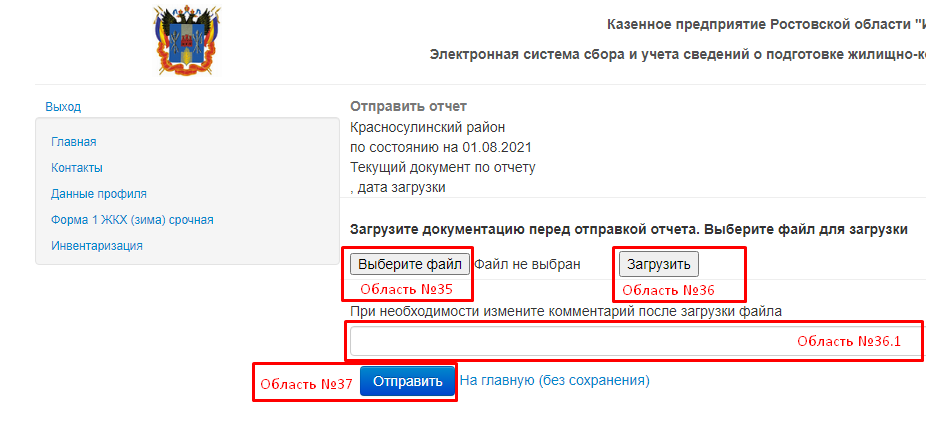 Казенное предприятие Ростовской области "И
Электронная система сбора и учета сведений о подготовке жилищно-к
Выход
Главная
Контакты
Данные профиля
Форма 1 ЖКХ (зима) срочная
Инвентаризация
Отправить отчет
Красносулинский район
по состоянию на 01.08.2021
Текущий документ по отчету
, дата загрузки
Загрузите документацию перед отправкой отчета. Выберите файл для загрузки
Выберите файл Файл не выбран Загрузить
Область №35 Область №36
При необходимости измените комментарий после загрузки файла
Область №36.1
Область №37 Отправить На главную (без сохранения)